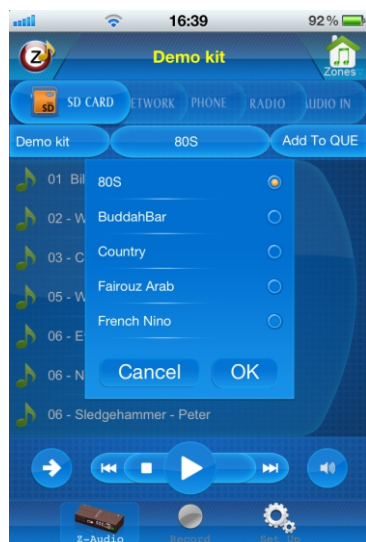 16:39 92%
Z Demo kit
Zones
SD SD CARD ETWORK PHONE RADIO UDIO IN
Demo kit 80S Add To QUE
01 Bil
80S
02 - W
BuddahBar
03 - C
Country
05 - W
Fairouz Arab
06 - E
French Nino
06 - N
Cancel OK
06 - Sledgehammer - Peter
Z-Audio Record Set Up